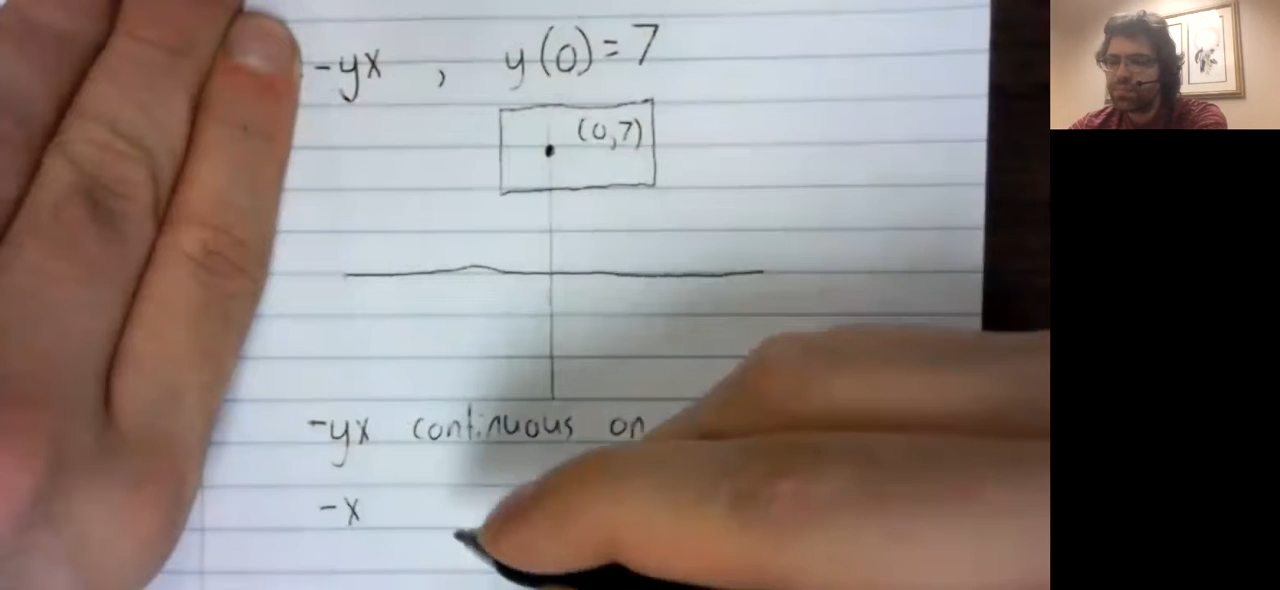 -yx , y(0)=7
(0,7)
-yx continuous on
-x